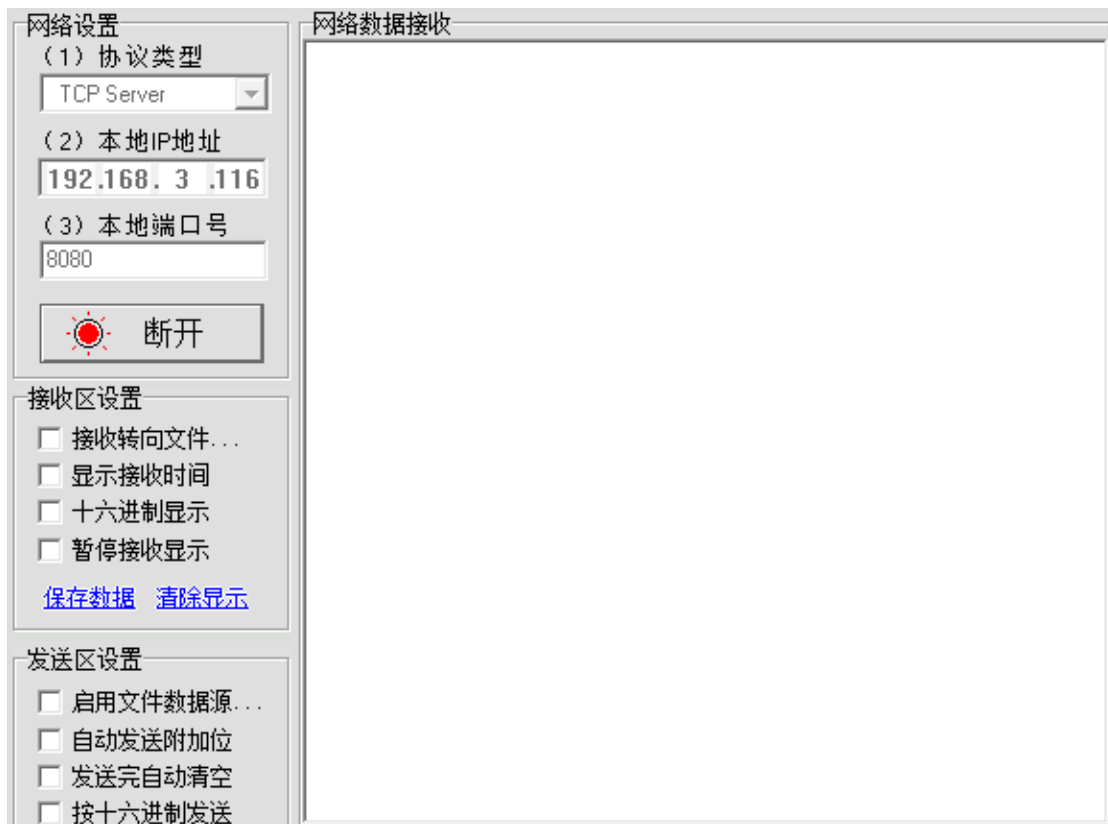 网络设置
(1) 协议类型
TCP Server
(2) 本地IP地址
192.168. 3 .116
(3) 本地端口号
8080
断开
接收区设置
接收转向文件...
显示接收时间
十六进制显示
暂停接收显示
保存数据 清除显示
发送区设置
启用文件数据源...
自动发送附加位
发送完自动清空
按十六进制发送
网络数据接收